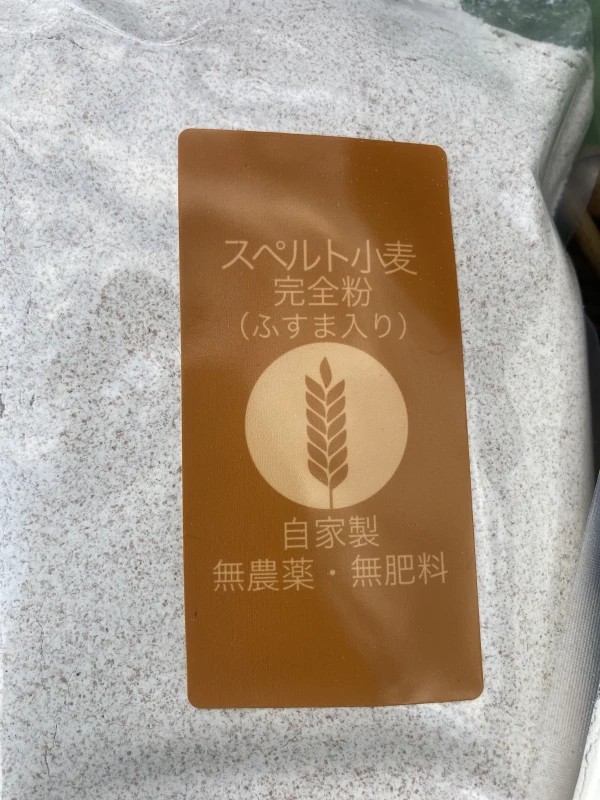 スペルト小麦
完全粉
（ふすま入り）
自家製
無農薬・無肥料